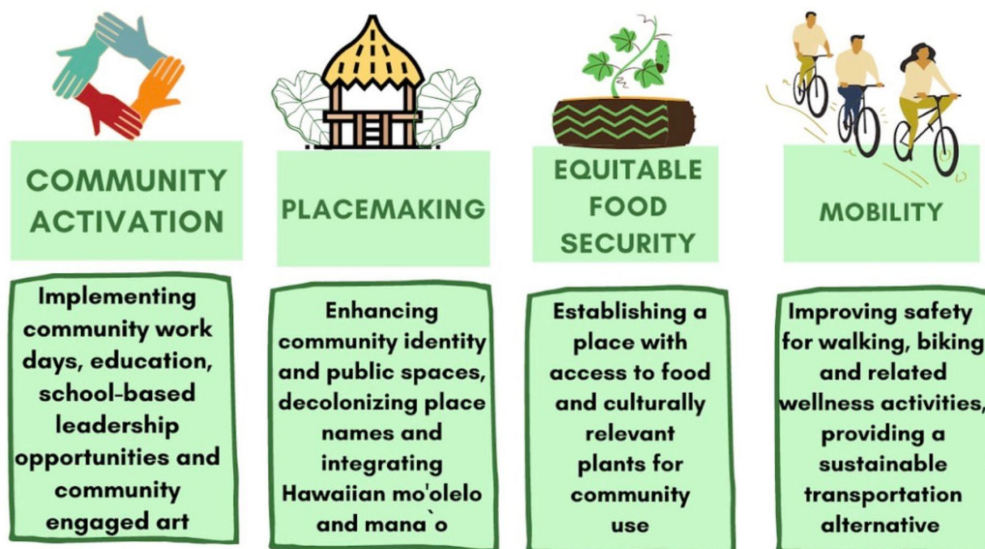 COMMUNITY
ACTIVATION
Implementing
community work
days, education,
school-based
leadership
opportunities and
community
engaged art
PLACEMAKING
Enhancing
community identity
and public spaces,
decolonizing place
names and
integrating
Hawaiian mo'olelo
and mana`o
EQUITABLE
FOOD
SECURITY
Establishing a
place with
access to food
and culturally
relevant
plants for
community
use
MOBILITY
Improving safety
for walking, biking
and related
wellness activities,
providing a
sustainable
transportation
alternative